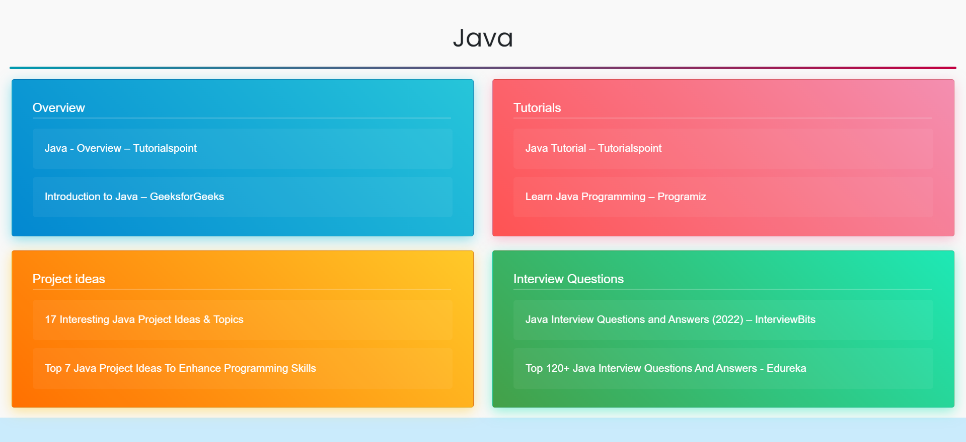 Java
Overview
Java - Overview – Tutorialspoint
Introduction to Java – GeeksforGeeks
Tutorials
Java Tutorial – Tutorialspoint
Learn Java Programming – Programiz
Project ideas
17 Interesting Java Project Ideas & Topics
Top 7 Java Project Ideas To Enhance Programming Skills
Interview Questions
Java Interview Questions and Answers (2022) – InterviewBits
Top 120+ Java Interview Questions And Answers - Edureka